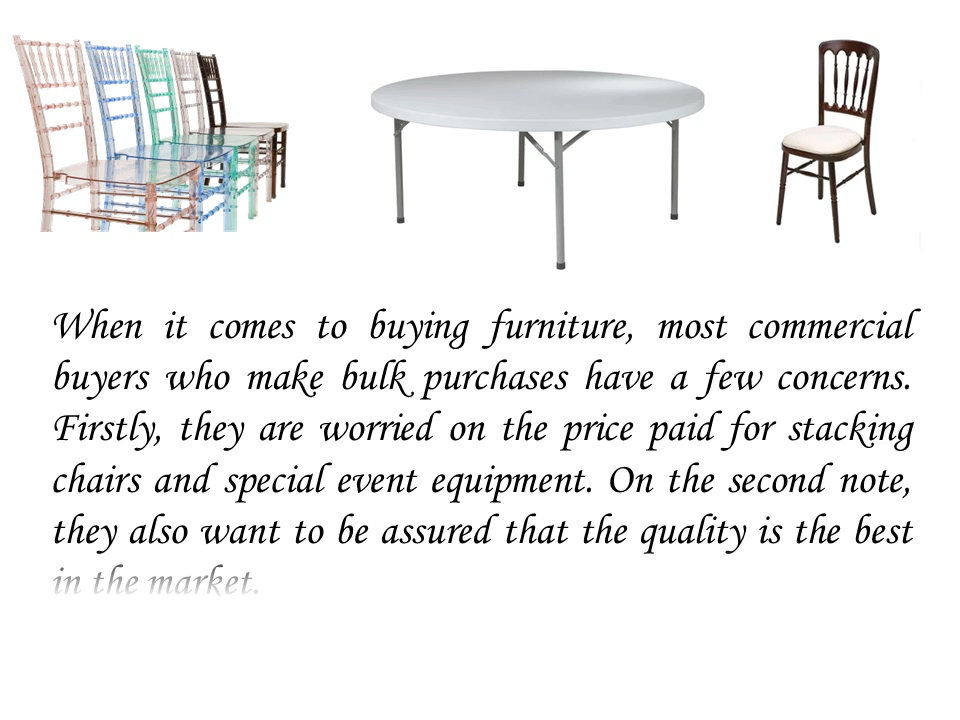 When it comes to buying furniture, most commercial
buyers who make bulk purchases have a few concerns.
Firstly, they are worried on the price paid for stacking
chairs and special event equipment. On the second note,
they also want to be assured that the quality is the best
in the market.